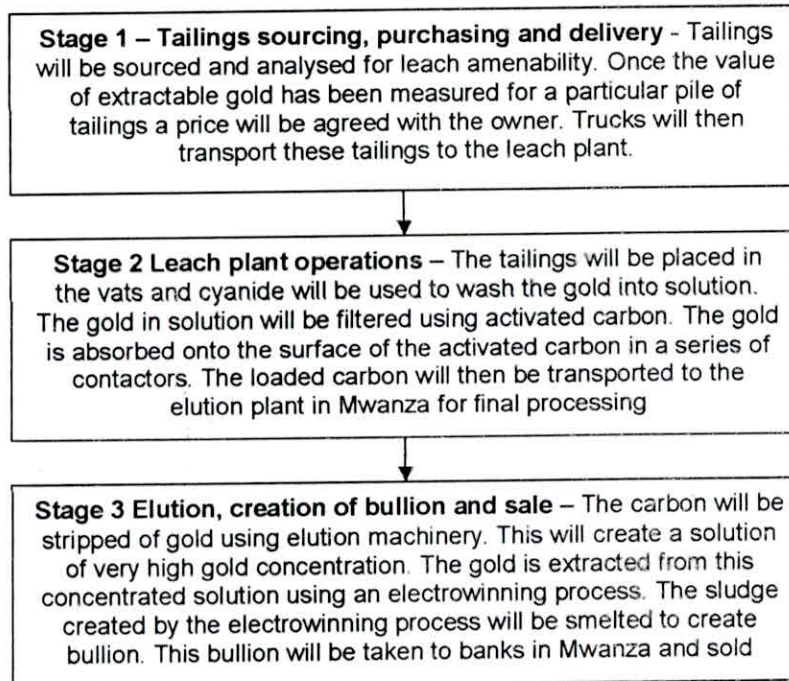 Stage 1 – Tailings sourcing, purchasing and delivery - Tailings
will be sourced and analysed for leach amenability. Once the value
of extractable gold has been measured for a particular pile of
tailings a price will be agreed with the owner. Trucks will then
transport these tailings to the leach plant.
Stage 2 Leach plant operations – The tailings will be placed in
the vats and cyanide will be used to wash the gold into solution.
The gold in solution will be filtered using activated carbon. The gold
is absorbed onto the surface of the activated carbon in a series of
contactors. The loaded carbon will then be transported to the
elution plant in Mwanza for final processing
Stage 3 Elution, creation of bullion and sale – The carbon will be
stripped of gold using elution machinery. This will create a solution
of very high gold concentration. The gold is extracted from this
concentrated solution using an electrowinning process. The sludge
created by the electrowinning process will be smelted to create
bullion. This bullion will be taken to banks in Mwanza and sold